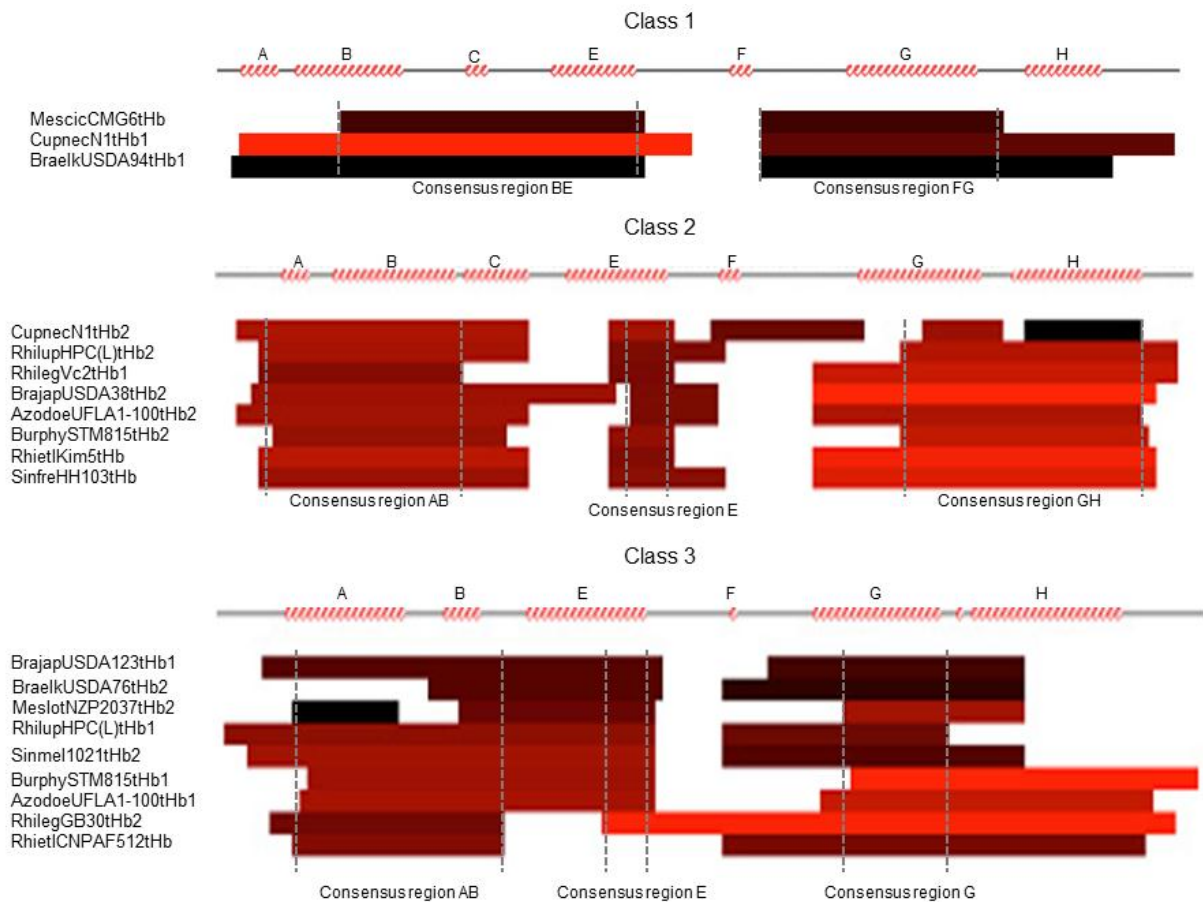 Class 1
A B C E F G H
MescicCMG6tHb
CupnecN1tHb1
BraelkUSDA94tHb1
Consensus region BE Consensus region FG
Class 2
A B C E F G H
CupnecN1tHb2
RhilupHPC(L)tHb2
RhilegVc2tHb1
BrajapUSDA38tHb2
AzodoeUFLA1-100tHb2
BurphySTM815tHb2
RhietlKim5tHb
SinfreHH103tHb
Consensus region AB Consensus region E Consensus region GH
Class 3
A B E F G H
BrajapUSDA123tHb1
BraelkUSDA76tHb2
MeslotNZP2037tHb2
RhilupHPC(L)tHb1
Sinmel1021tHb2
BurphySTM815tHb1
AzodoeUFLA1-100tHb1
RhilegGB30tHb2
RhietlCNPAF512tHb
Consensus region AB Consensus region E Consensus region G